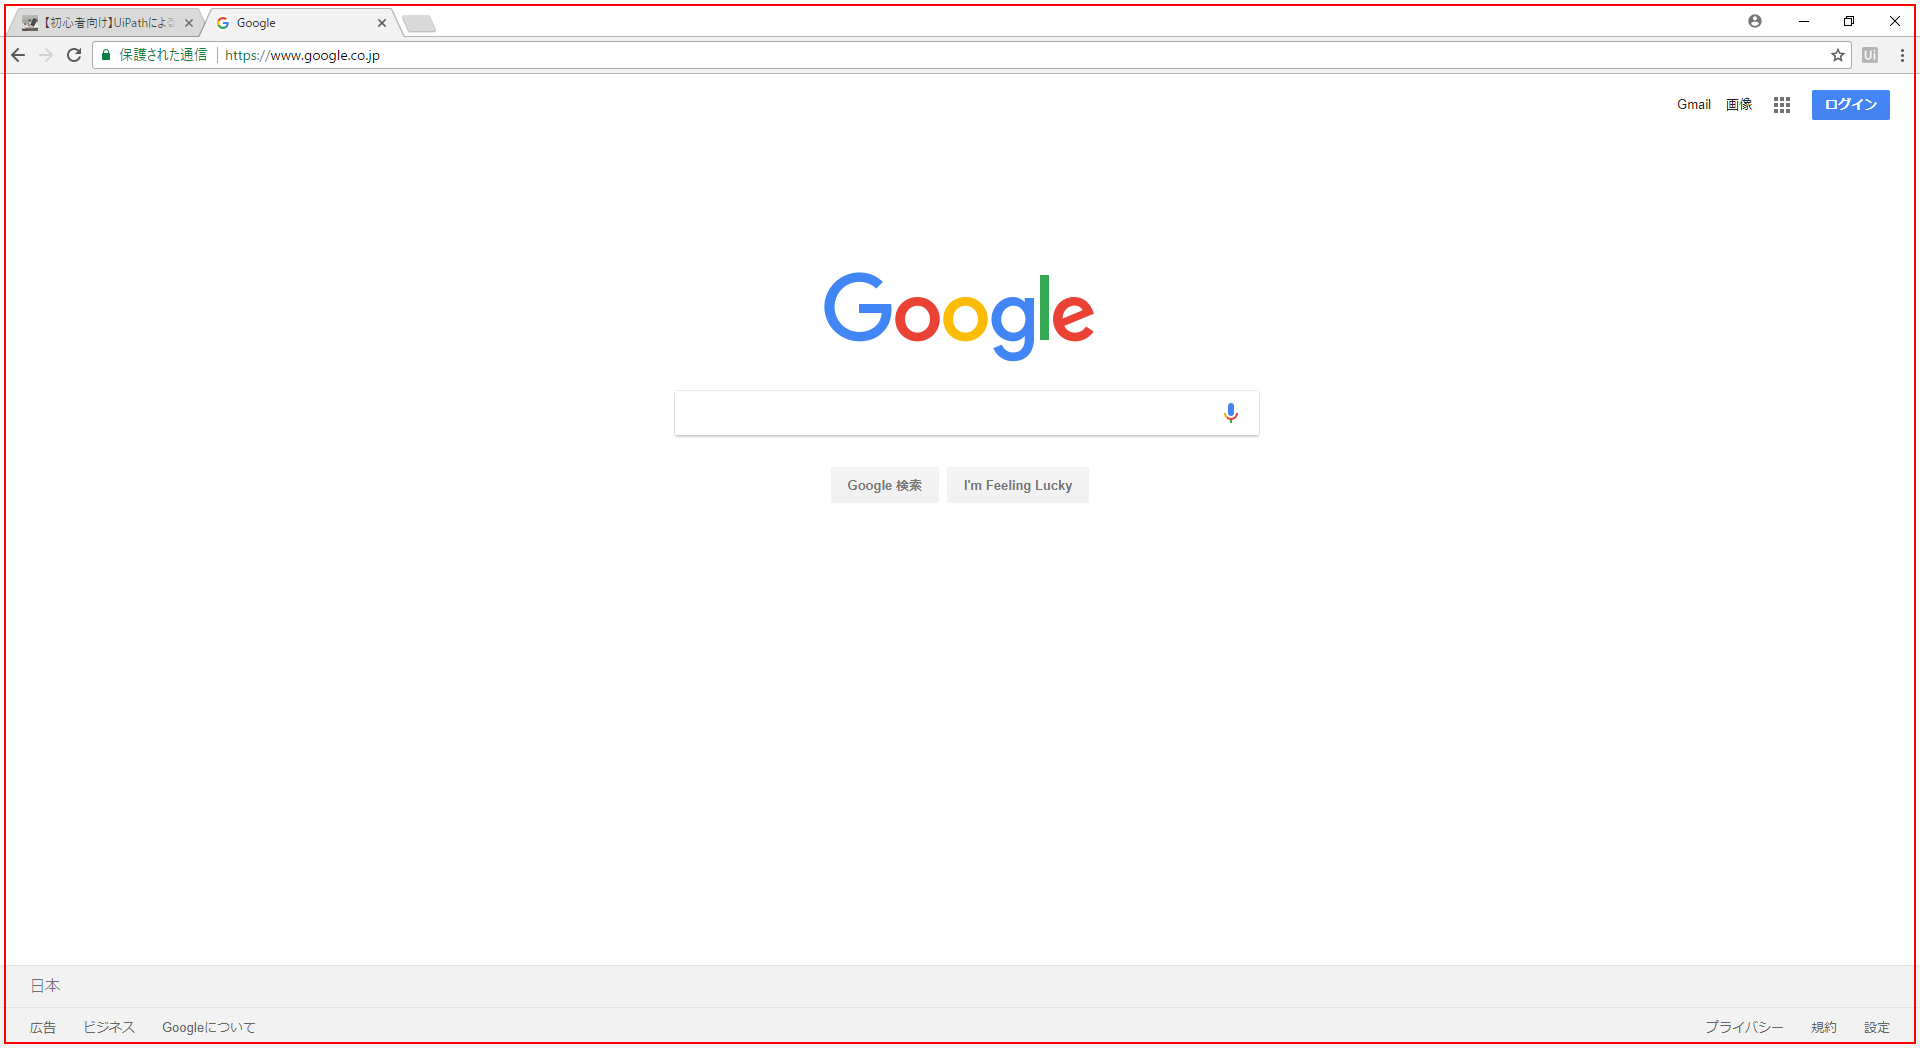 【初心者向け】UiPathによる
Google
保護された通信 https://www.google.co.jp
Ui
Gmail 画像 ログイン
Google
Google 検索 I'm Feeling Lucky
日本
広告 ビジネス Googleについて プライバシー 規約 設定